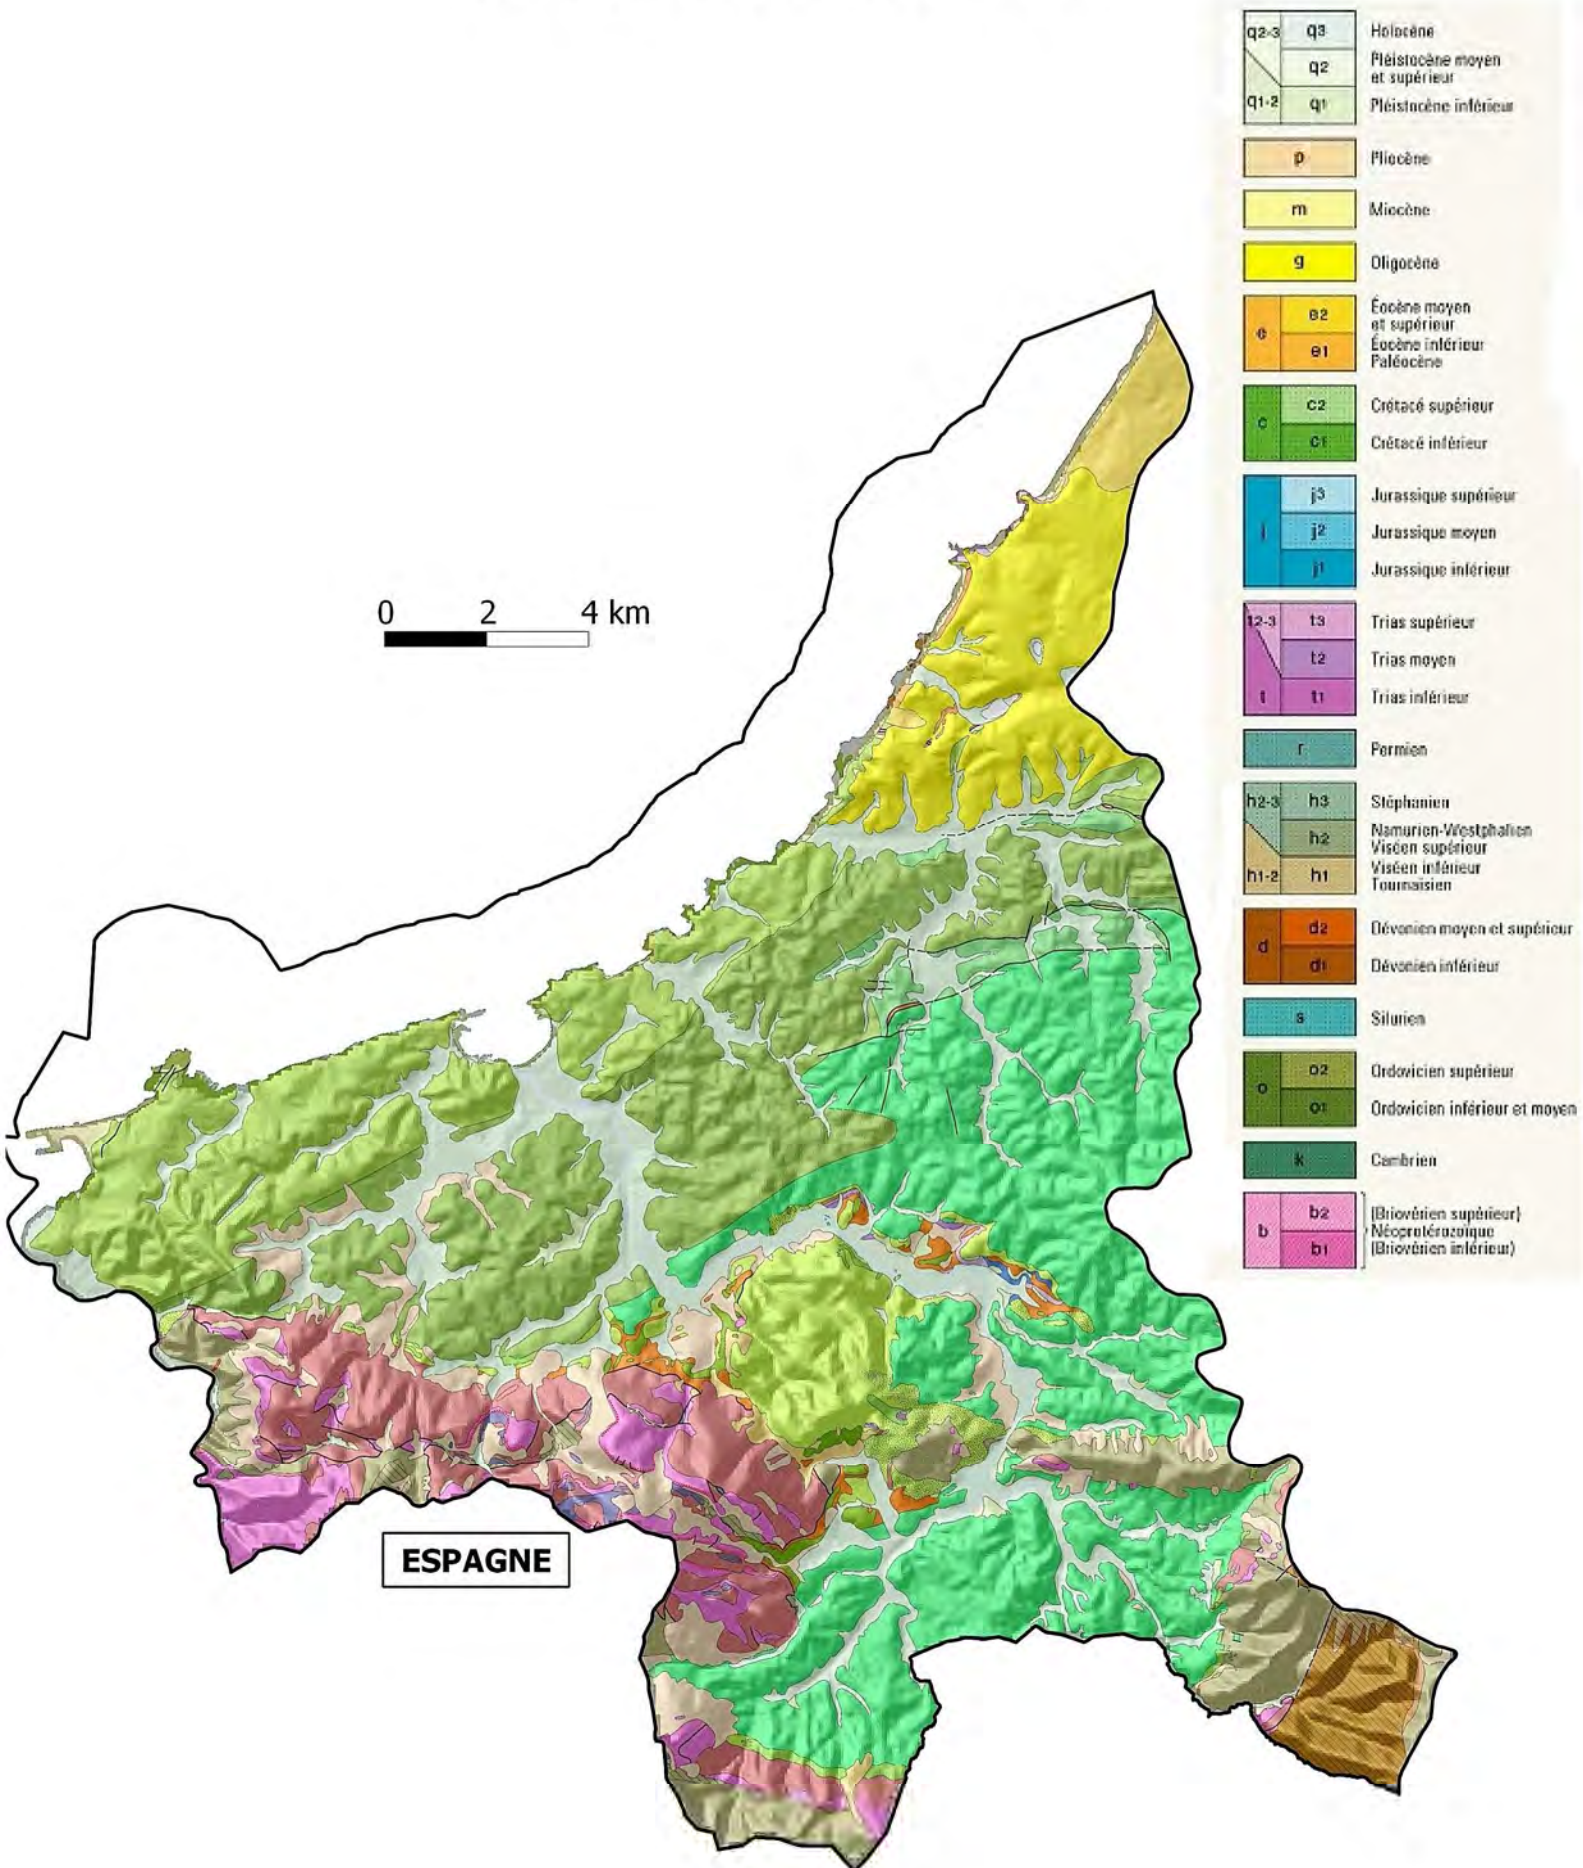 q2-3 q3 Holocène
q2 Pléistocène moyen
et supérieur
q1-2 q1 Pléistocène inférieur
p Pliocène
m Miocène
g Oligocène
e2 Éocène moyen
et supérieur
e
e1 Éocène inférieur
Paléocène
c2 Crétacé supérieur
c
c1 Crétacé inférieur
j3 Jurassique supérieur
j j2 Jurassique moyen
j1 Jurassique inférieur
0 2 4 km
t2-3 t3 Trias supérieur
t2 Trias moyen
t t1 Trias inférieur
r Permien
h2-3 h3 Stéphanien
h2 Namurien-Westphalien
Viséen supérieur
h1-2 h1 Viséen inférieur
Tournaisien
d2 Dévonien moyen et supérieur
d
d1 Dévonien inférieur
s Silurien
o2 Ordovicien supérieur
o
o1 Ordovicien inférieur et moyen
k Cambrien
b2 (Briovérien supérieur)
b Néoprotérozoïque
b1 (Briovérien inférieur)
ESPAGNE